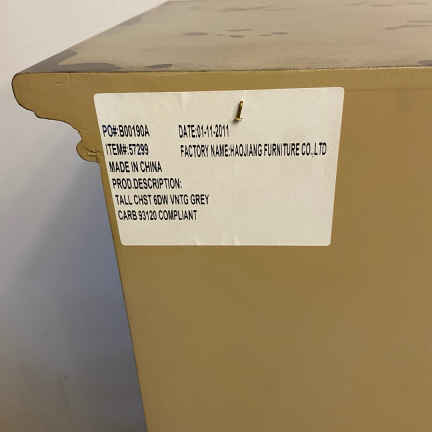 PO#:B00190A DATE:01-11-2011
ITEM#:57299 FACTORY NAME:HAOJIANG FURNITURE CO.,LTD
MADE IN CHINA
PROD.DESCRIPTION:
TALL CHST 6DW VNTG GREY
CARB 93120 COMPLIANT